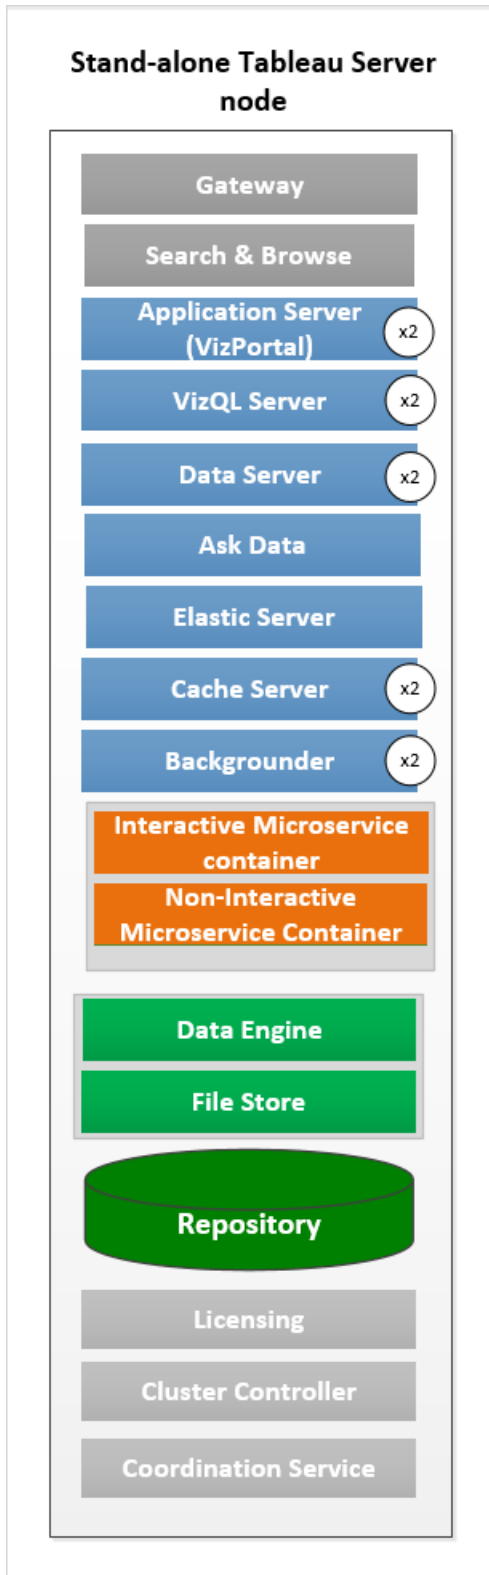 Stand-alone Tableau Server
node
Gateway
Search & Browse
Application Server
(VizPortal)
x2
VizQL Server
x2
Data Server
x2
Ask Data
Elastic Server
Cache Server
x2
Backgrounder
x2
Interactive Microservice
container
Non-Interactive
Microservice Container
Data Engine
File Store
Repository
Licensing
Cluster Controller
Coordination Service